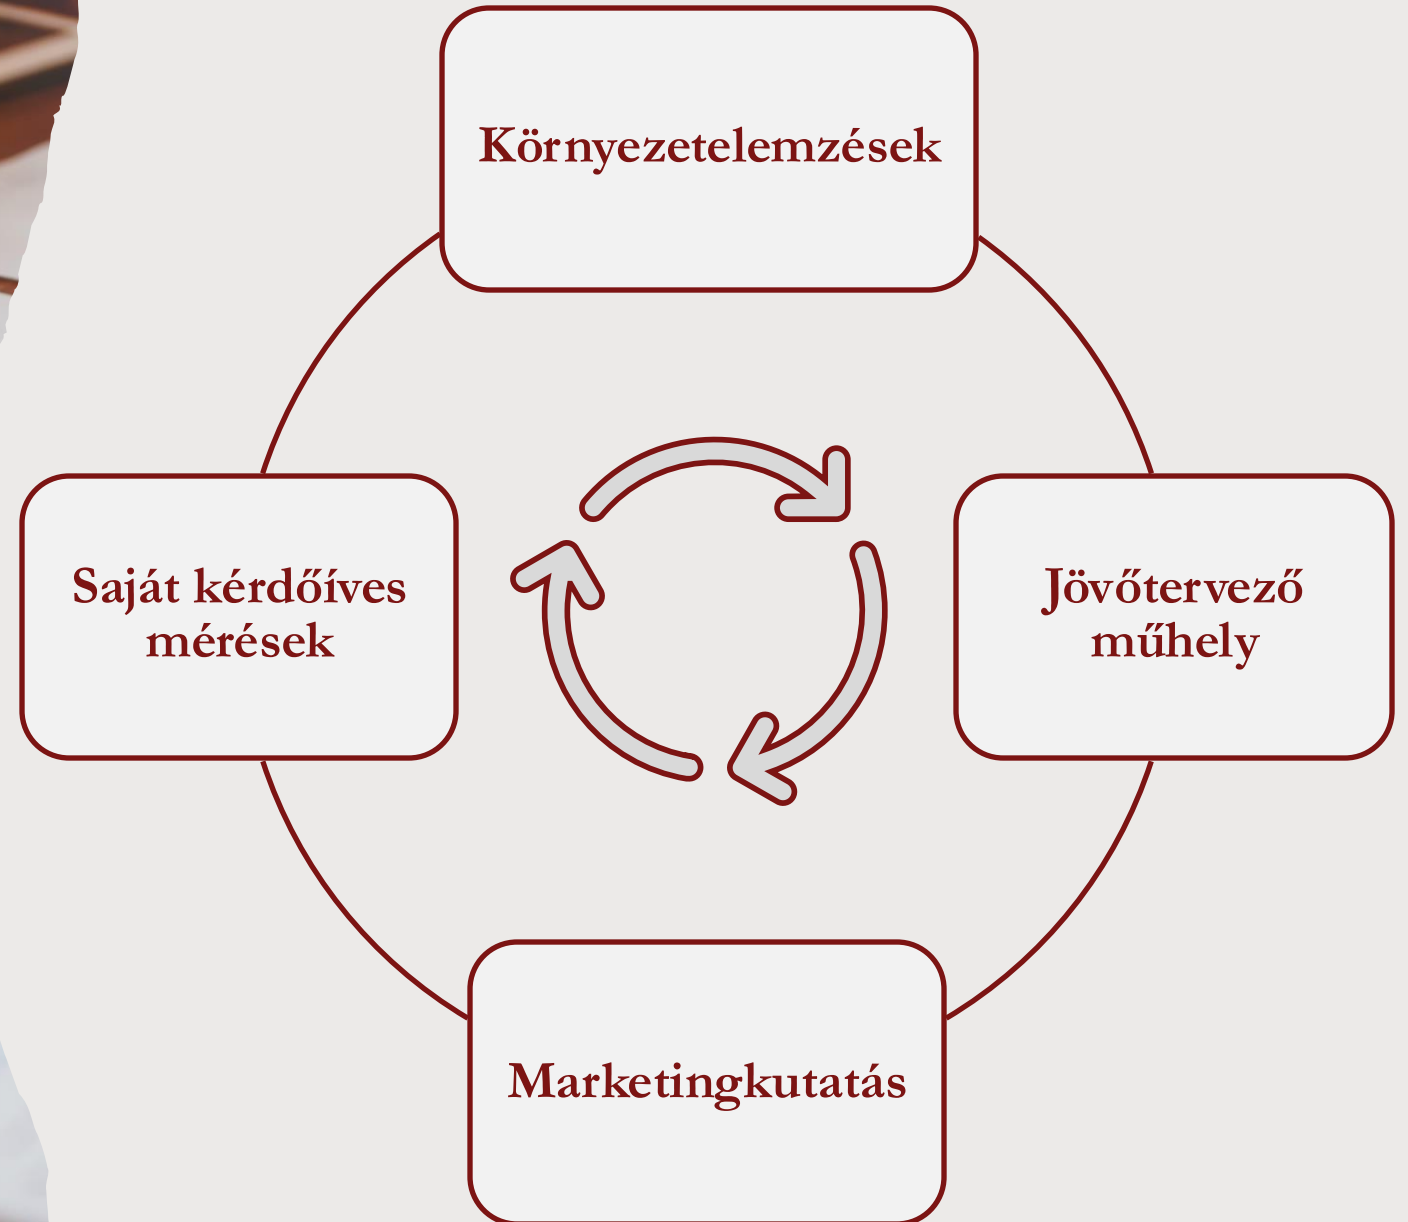 Környezetelemzések
Saját kérdőíves
mérések
Jövőtervező
műhely
Marketingkutatás